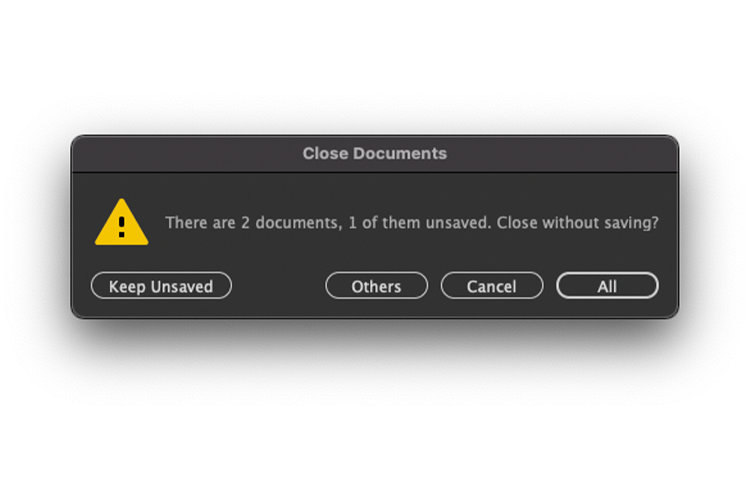 Close Documents
There are 2 documents, 1 of them unsaved. Close without saving?
Keep Unsaved
Others
Cancel
All